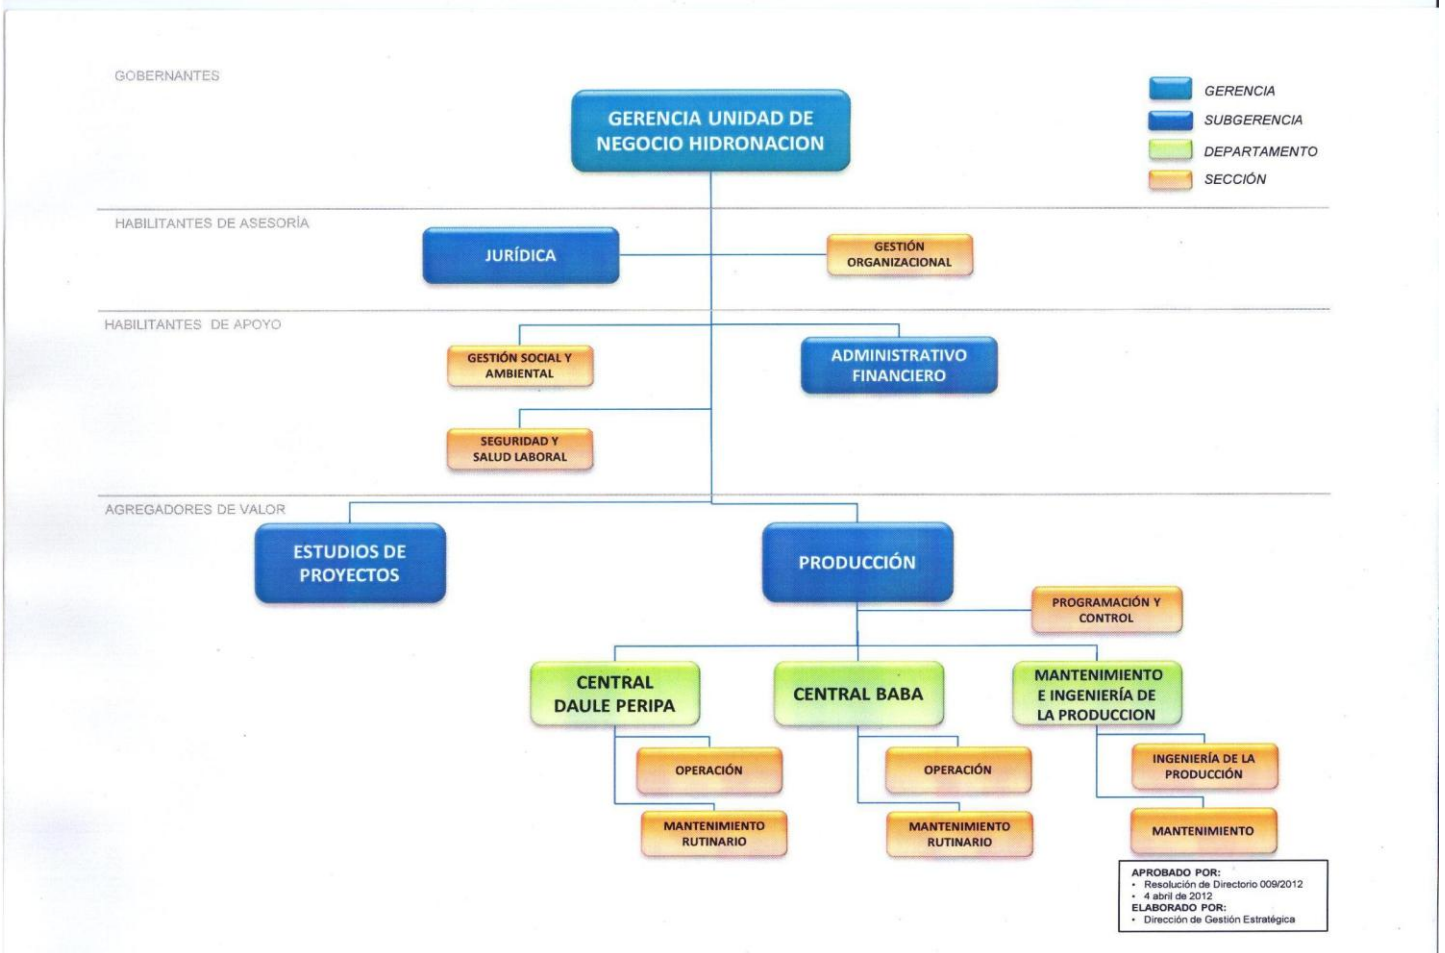 GOBERNANTES
GERENCIA UNIDAD DE
NEGOCIO HIDRONACION
GERENCIA
SUBGERENCIA
DEPARTAMENTO
SECCIÓN
HABILITANTES DE ASESORÍA
JURÍDICA
GESTIÓN
ORGANIZACIONAL
HABILITANTES DE APOYO
GESTIÓN SOCIAL Y
AMBIENTAL
ADMINISTRATIVO
FINANCIERO
SEGURIDAD Y
SALUD LABORAL
AGREGADORES DE VALOR
ESTUDIOS DE
PROYECTOS
PRODUCCIÓN
PROGRAMACIÓN Y
CONTROL
CENTRAL
DAULE PERIPA
CENTRAL BABA
MANTENIMIENTO
E INGENIERÍA DE
LA PRODUCCION
OPERACIÓN
OPERACIÓN
INGENIERÍA DE LA
PRODUCCIÓN
MANTENIMIENTO
RUTINARIO
MANTENIMIENTO
RUTINARIO
MANTENIMIENTO
APROBADO POR:
• Resolución de Directorio 009/2012
• 4 abril de 2012
ELABORADO POR:
• Dirección de Gestión Estratégica